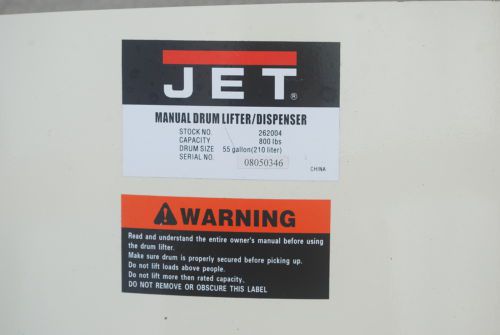 JET®
MANUAL DRUM LIFTER/DISPENSER
STOCK NO. 262004
CAPACITY 800 lbs
DRUM SIZE 55 gallon(210 liter)
SERIAL NO. 08050346
CHINA
WARNING
Read and understand the entire owner's manual before using
the drum lifter.
Make sure drum is properly secured before picking up.
Do not lift loads above people.
Do not lift more then rated capacity.
DO NOT REMOVE OR OBSCURE THIS LABEL